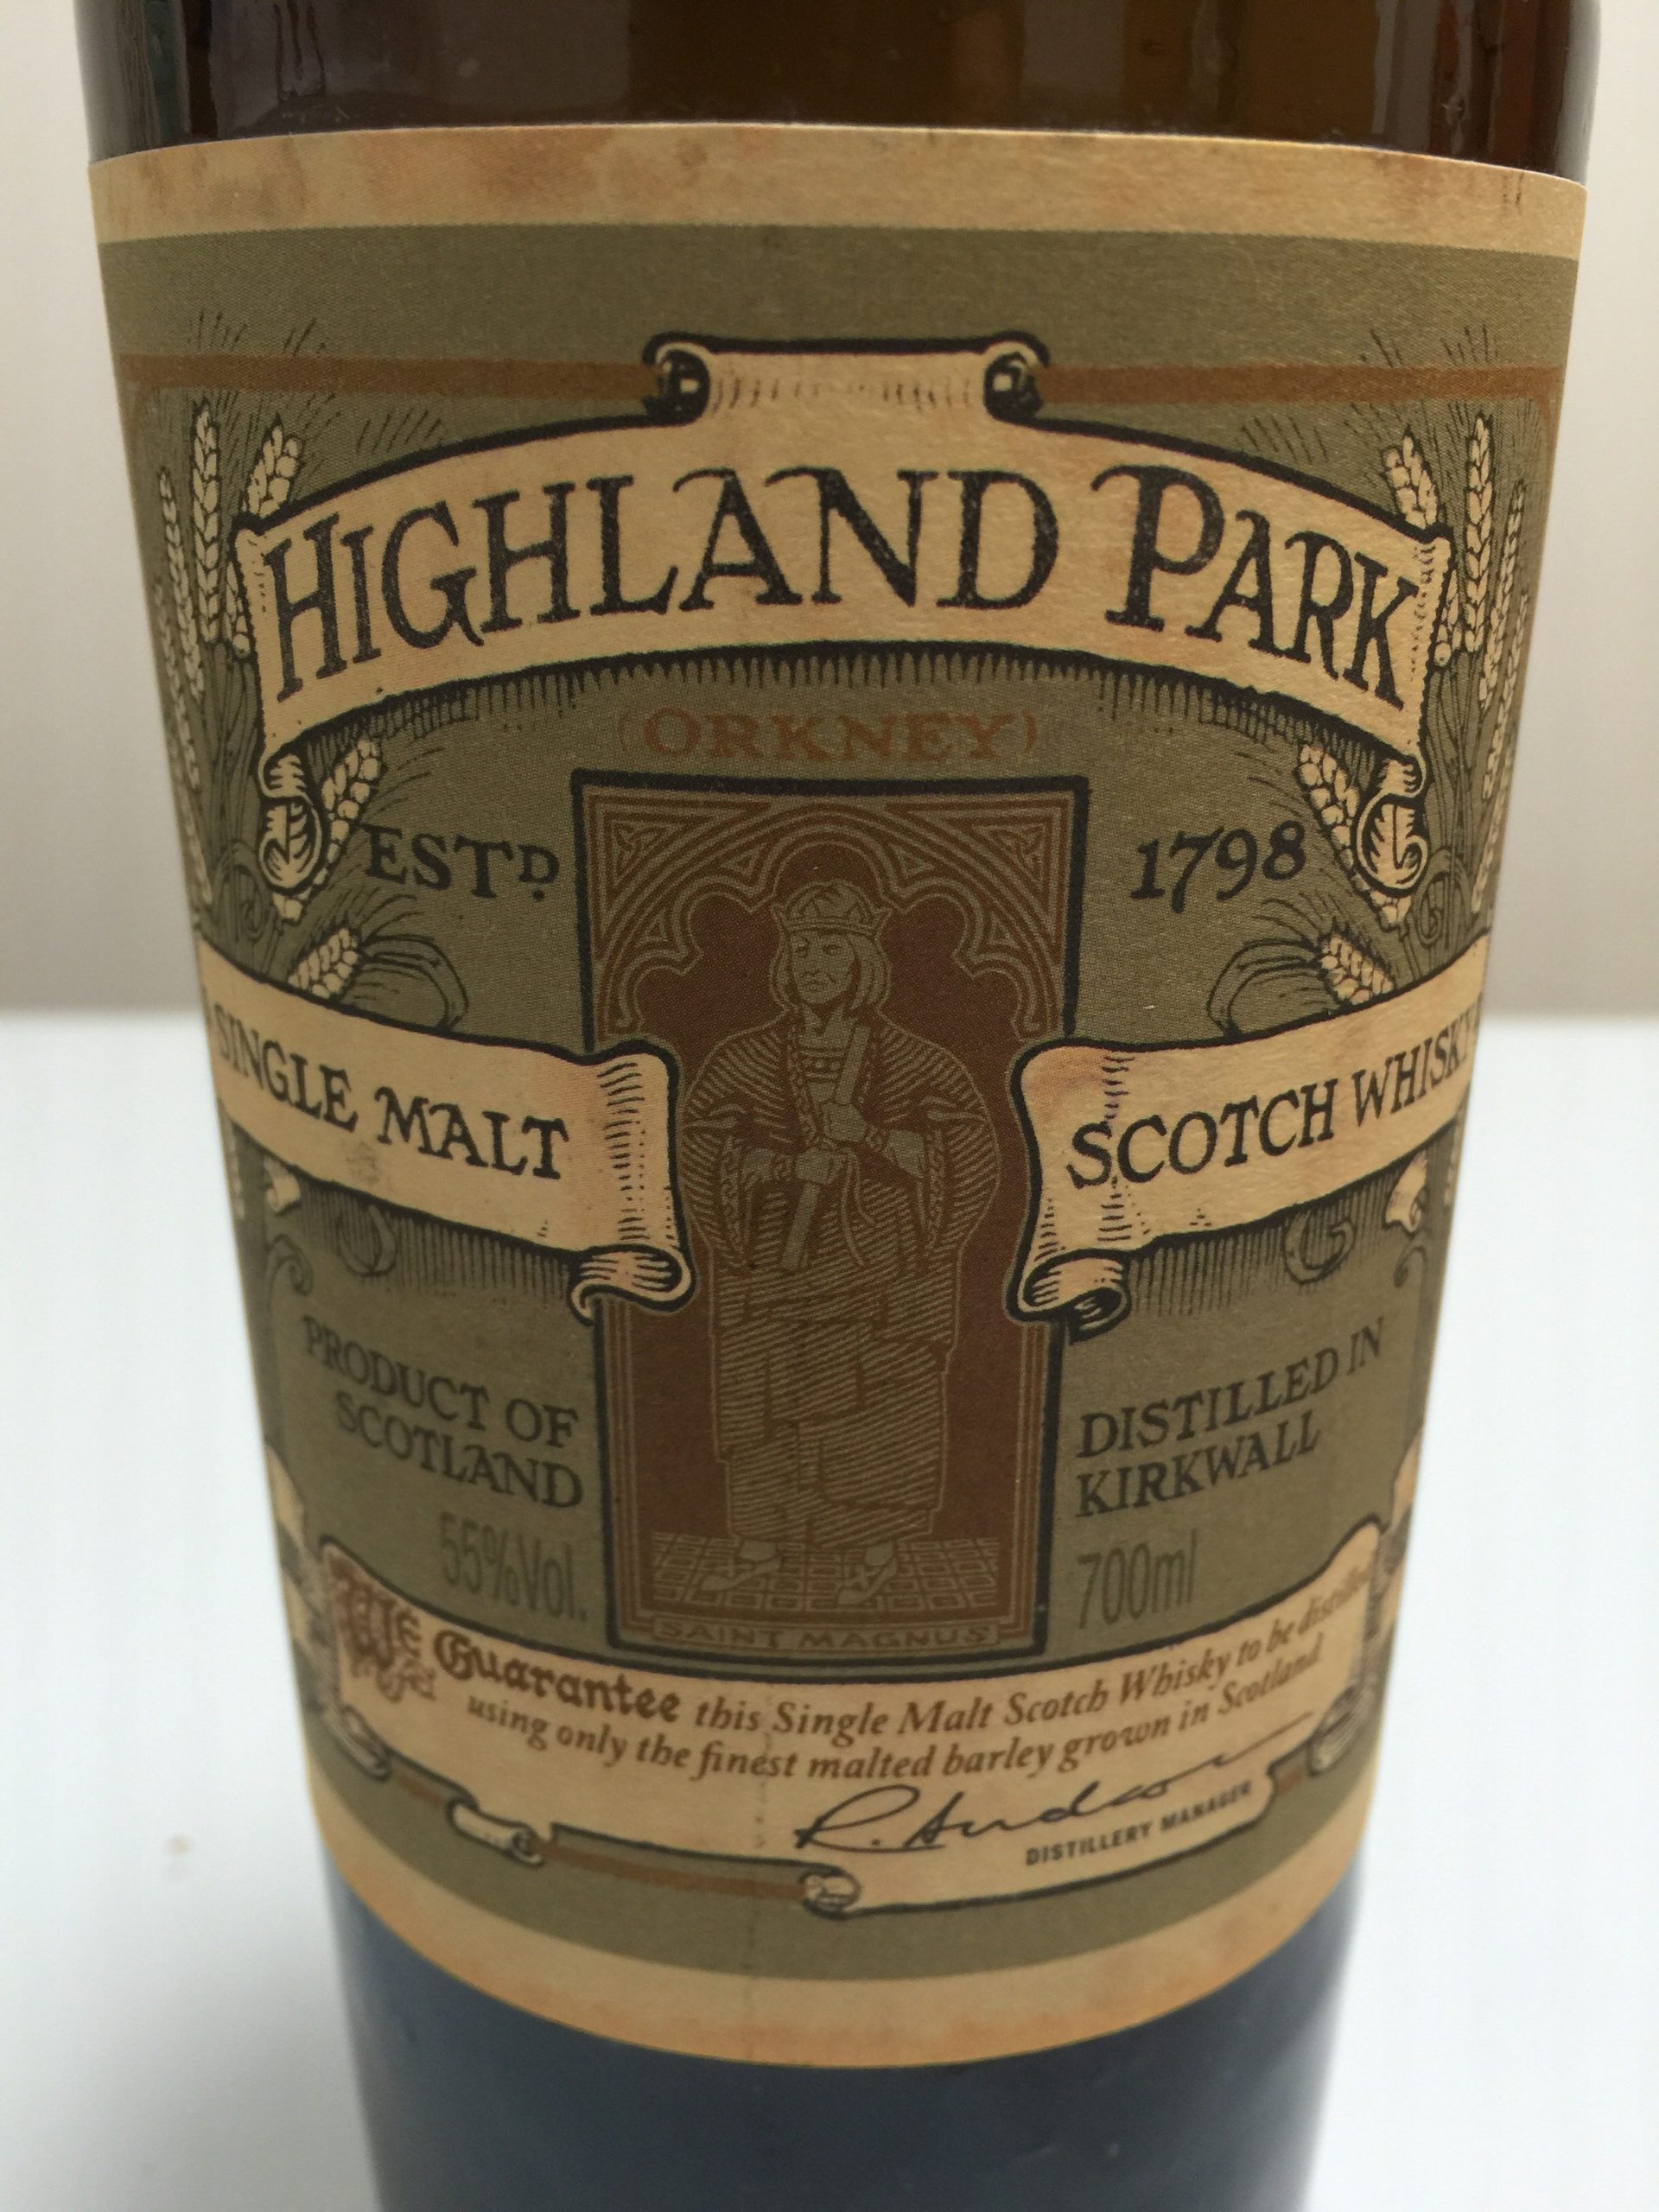 HIGHLAND PARK
(ORKNEY)
ESTD. 1798
SINGLE MALT
SCOTCH WHISKY
PRODUCT OF
SCOTLAND
55%Vol.
DISTILLED IN
KIRKWALL
700ml
SAINT MAGNUS
We Guarantee this Single Malt Scotch Whisky to be distilled
using only the finest malted barley grown in Scotland
DISTILLERY MANAGER